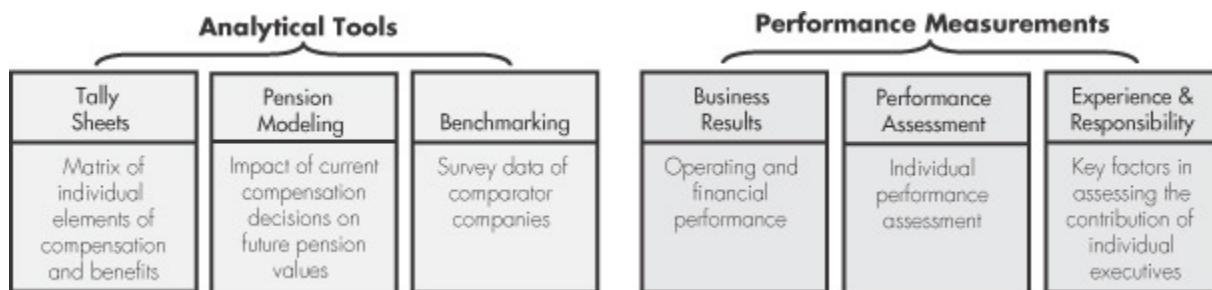 Analytical Tools
Tally
Sheets
Matrix of
individual
elements of
compensation
and benefits
Pension
Modeling
Impact of current
compensation
decisions on
future pension
values
Benchmarking
Survey data of
comparator
companies
Performance Measurements
Business
Results
Operating and
financial
performance
Performance
Assessment
Individual
performance
assessment
Experience &
Responsibility
Key factors in
assessing the
contribution of
individual
executives